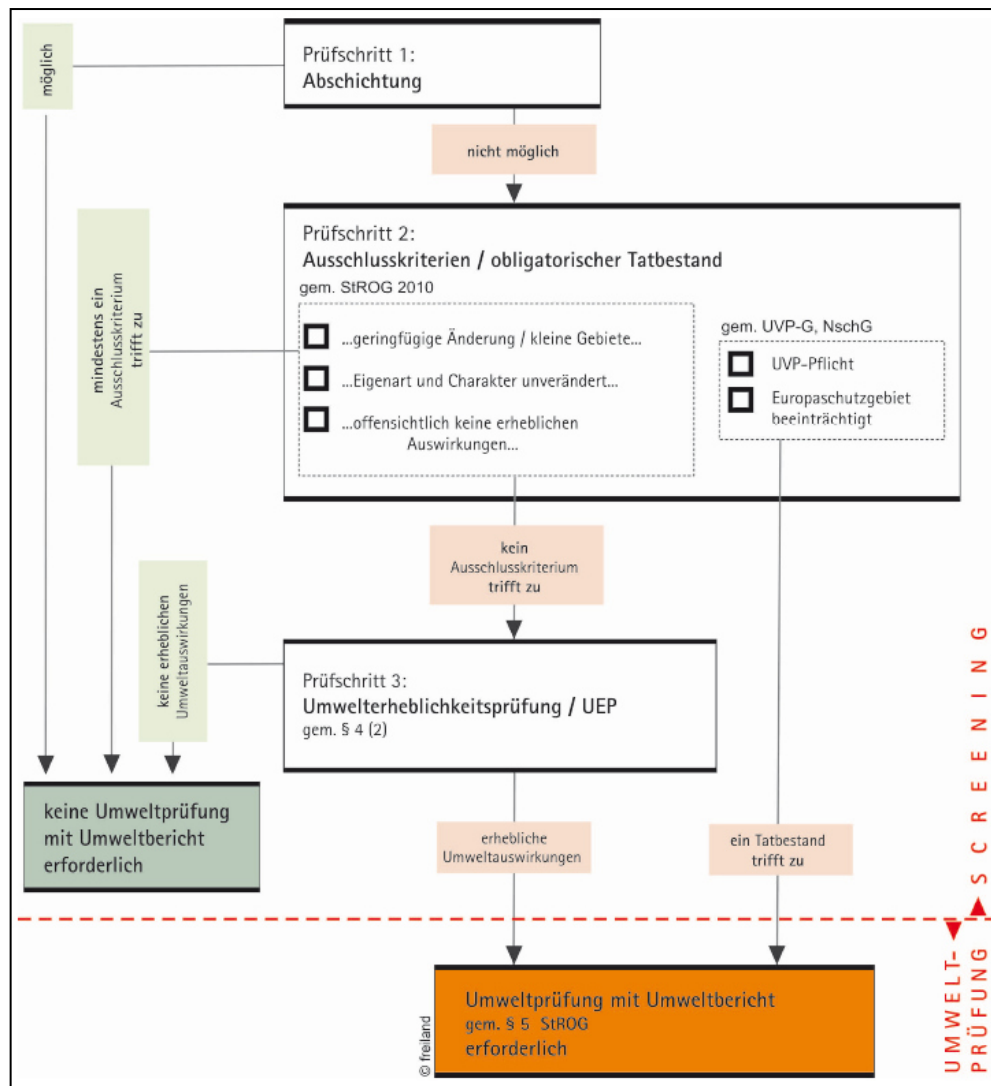 möglich
Prüfschritt 1:
Abschichtung
nicht möglich
Prüfschritt 2:
Ausschlusskriterien / obligatorischer Tatbestand
gem. StROG 2010
...geringfügige Änderung / kleine Gebiete...
...Eigenart und Charakter unverändert...
...offensichtlich keine erheblichen
Auswirkungen...
gem. UVP-G, NschG
UVP-Pflicht
Europaschutzgebiet
beeinträchtigt
mindestens ein
Ausschlusskriterium
trifft zu
kein
Ausschlusskriterium
trifft zu
keine erheblichen
Umweltauswirkungen
Prüfschritt 3:
Umwelterheblichkeitsprüfung / UEP
gem. § 4 (2)
keine Umweltprüfung
mit Umweltbericht
erforderlich
erhebliche
Umweltauswirkungen
ein Tatbestand
trifft zu
SCREENING
UMWELT-
PRÜFUNG
Umweltprüfung mit Umweltbericht
gem. § 5 StROG
erforderlich
© freiland